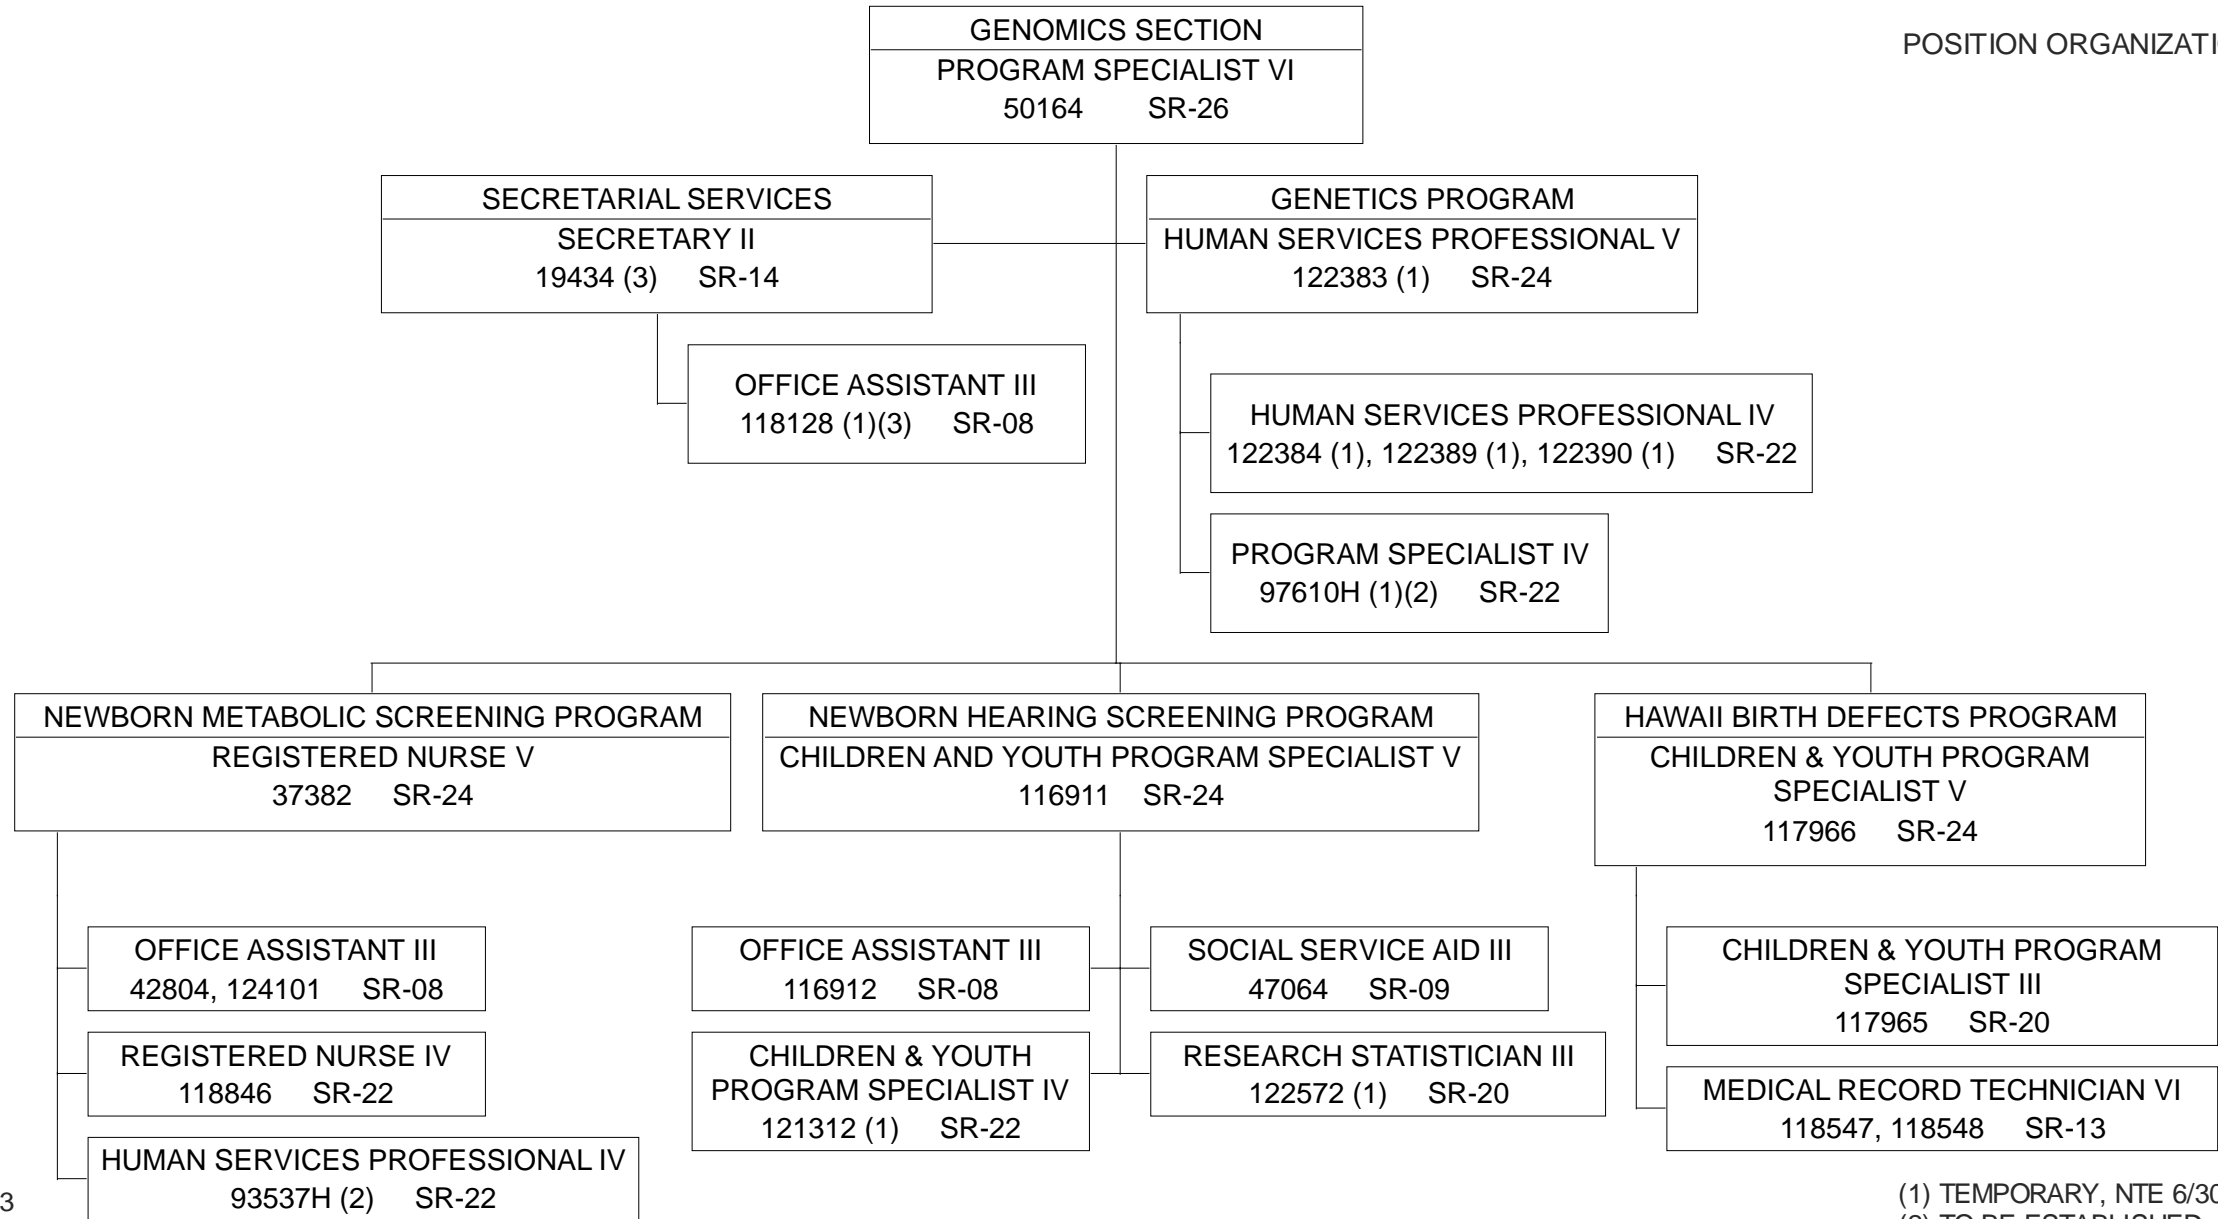 GENOMICS SECTION
PROGRAM SPECIALIST VI
50164 SR-26
POSITION
SECRETARIAL SERVICES
SECRETARY II
19434 (3) SR-14
GENETICS PROGRAM
HUMAN SERVICES PROFESSIONAL V
122383 (1) SR-24
OFFICE ASSISTANT III
118128 (1)(3) SR-08
HUMAN SERVICES PROFESSIONAL IV
122384 (1), 122389 (1), 122390 (1) SR-22
PROGRAM SPECIALIST IV
97610H (1)(2) SR-22
NEWBORN METABOLIC SCREENING PROGRAM
REGISTERED NURSE V
37382 SR-24
NEWBORN HEARING SCREENING PROGRAM
CHILDREN AND YOUTH PROGRAM SPECIALIST V
116911 SR-24
HAWAII BIRTH DEFECTS PROGRAM
CHILDREN & YOUTH PROGRAM
SPECIALIST V
117966 SR-24
OFFICE ASSISTANT III
42804, 124101 SR-08
REGISTERED NURSE IV
118846 SR-22
HUMAN SERVICES PROFESSIONAL IV
93537H (2) SR-22
OFFICE ASSISTANT III
116912 SR-08
SOCIAL SERVICE AID III
47064 SR-09
CHILDREN & YOUTH
PROGRAM SPECIALIST IV
121312 (1) SR-22
RESEARCH STATISTICIAN III
122572 (1) SR-20
CHILDREN & YOUTH PROGRAM
SPECIALIST III
117965 SR-20
MEDICAL RECORD TECHNICIAN VI
118547, 118548 SR-13
3
(1) TEMPORARY, NTE 6/30
(2) TO BE ESTABLISHED